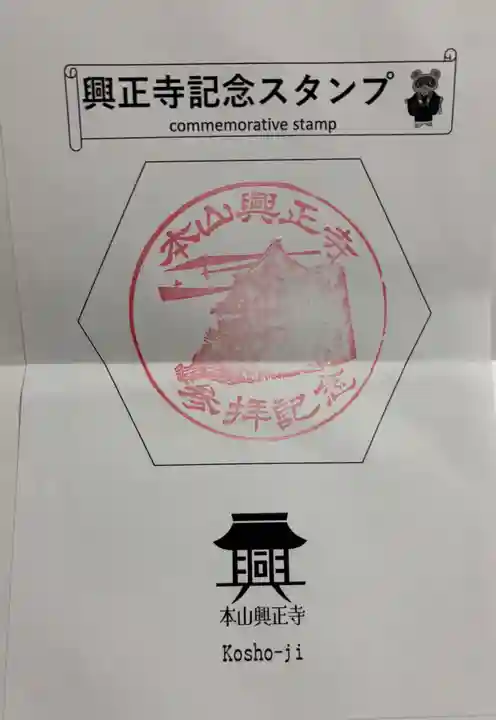 興正寺記念スタンプ
commemorative stamp
本山興正寺
参拝記念
興
本山興正寺
Kosho-ji